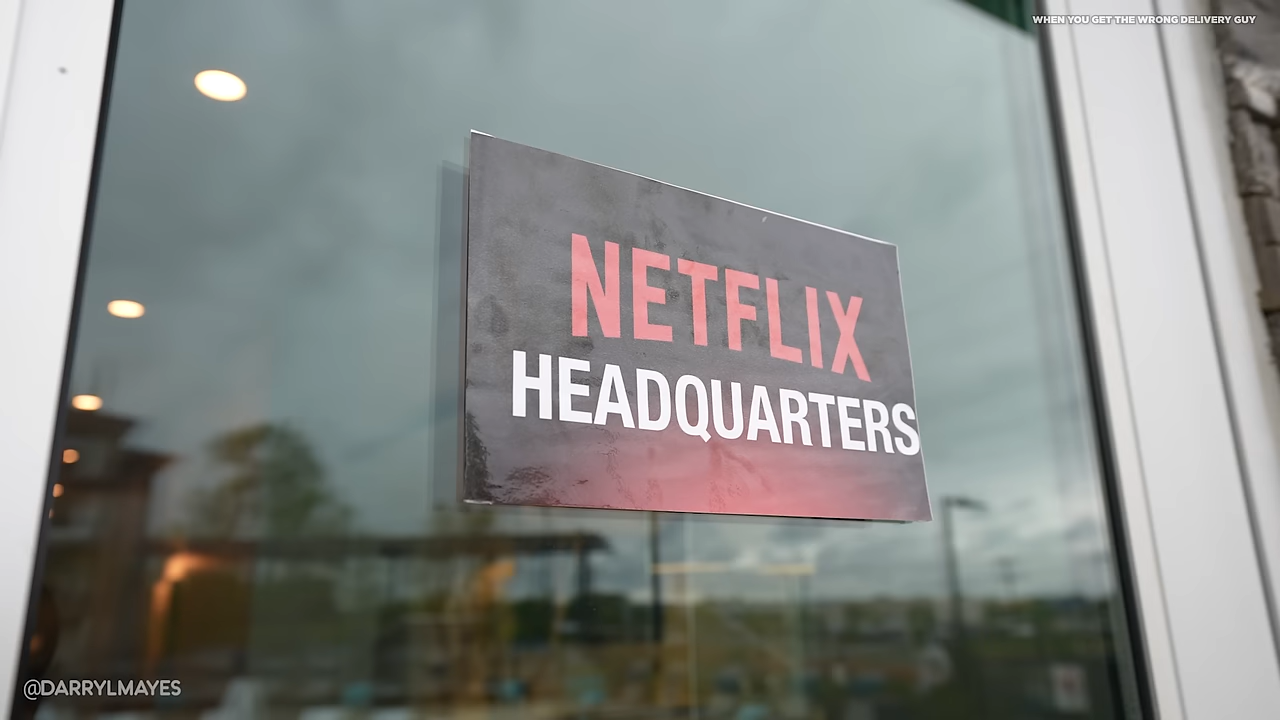 WHEN YOU GET THE WRONG DELIVERY GUY
NETFLIX
HEADQUARTERS
@DARRYLMAYES